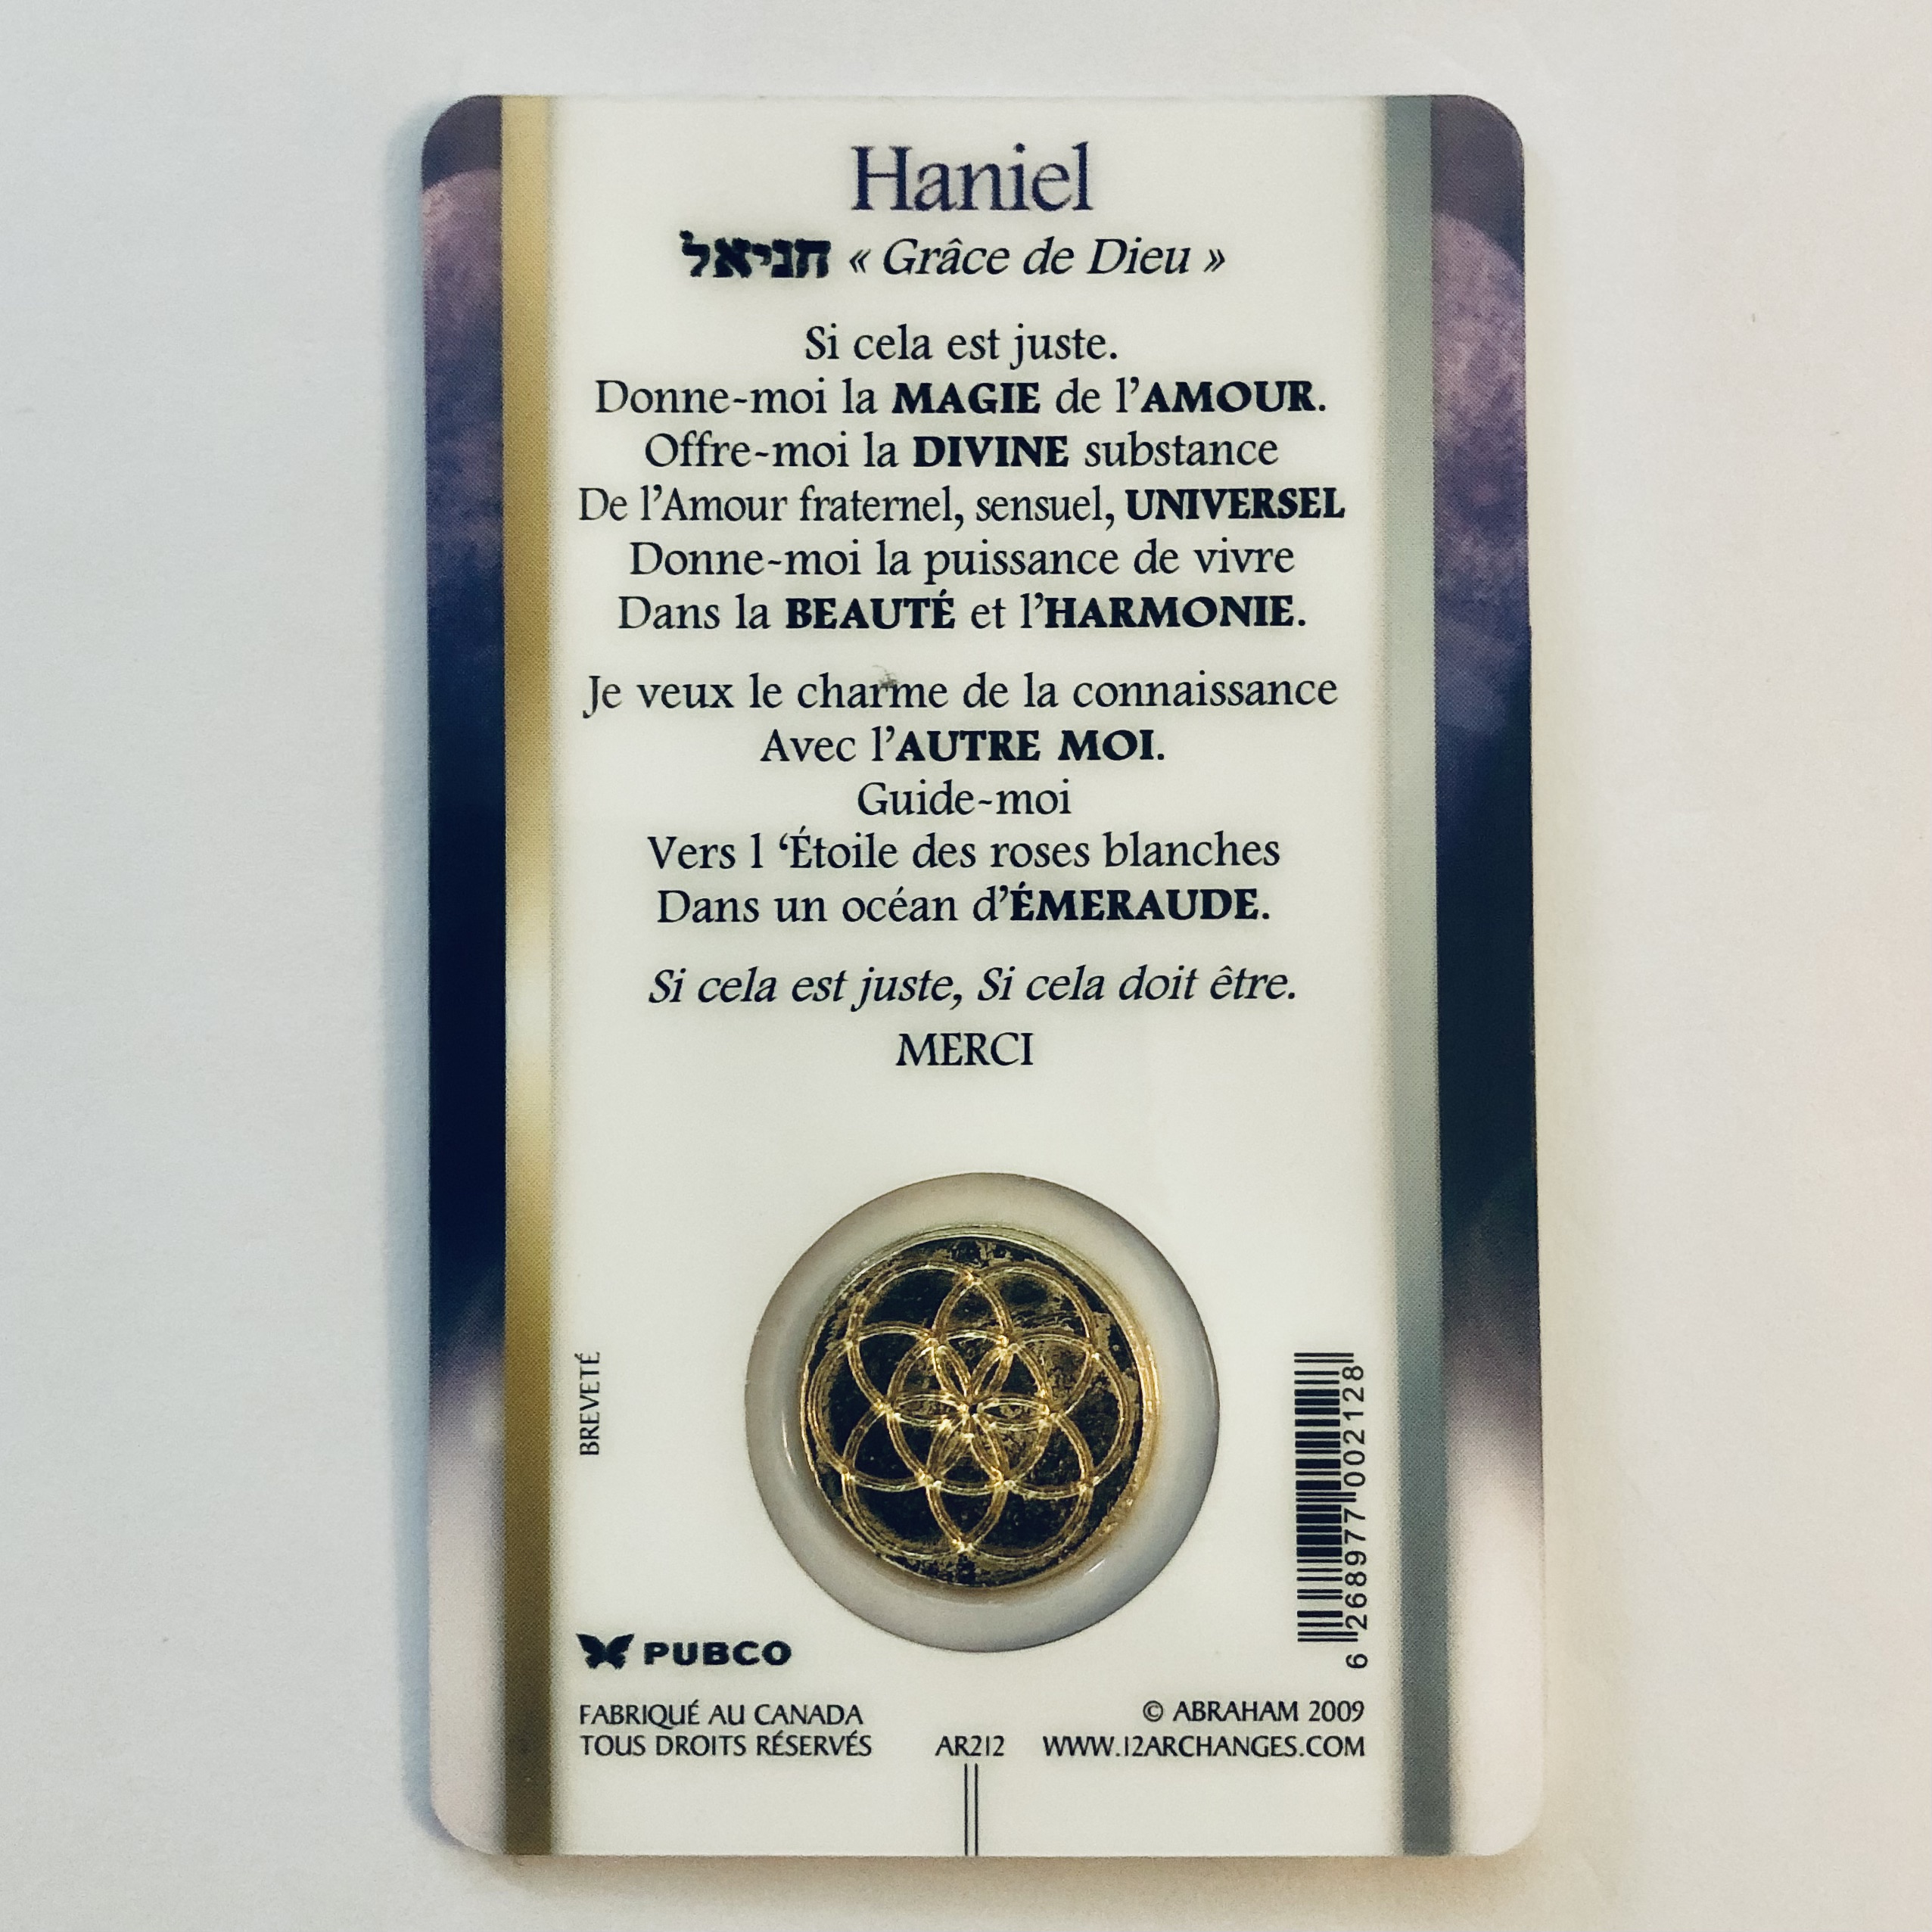 Haniel
חניאל « Grâce de Dieu »
Si cela est juste.
Donne-moi la MAGIE de l’AMOUR.
Offre-moi la DIVINE substance
De l’Amour fraternel, sensuel, UNIVERSEL
Donne-moi la puissance de vivre
Dans la BEAUTÉ et l’HARMONIE.
Je veux le charme de la connaissance
Avec l’AUTRE MOI.
Guide-moi
Vers l ‘Étoile des roses blanches
Dans un océan d’ÉMERAUDE.
Si cela est juste, Si cela doit être.
MERCI
BREVETÉ
6 26897700212 8
PUBCO
FABRIQUÉ AU CANADA
TOUS DROITS RÉSERVÉS
AR212
© ABRAHAM 2009
WWW.12ARCHANGES.COM